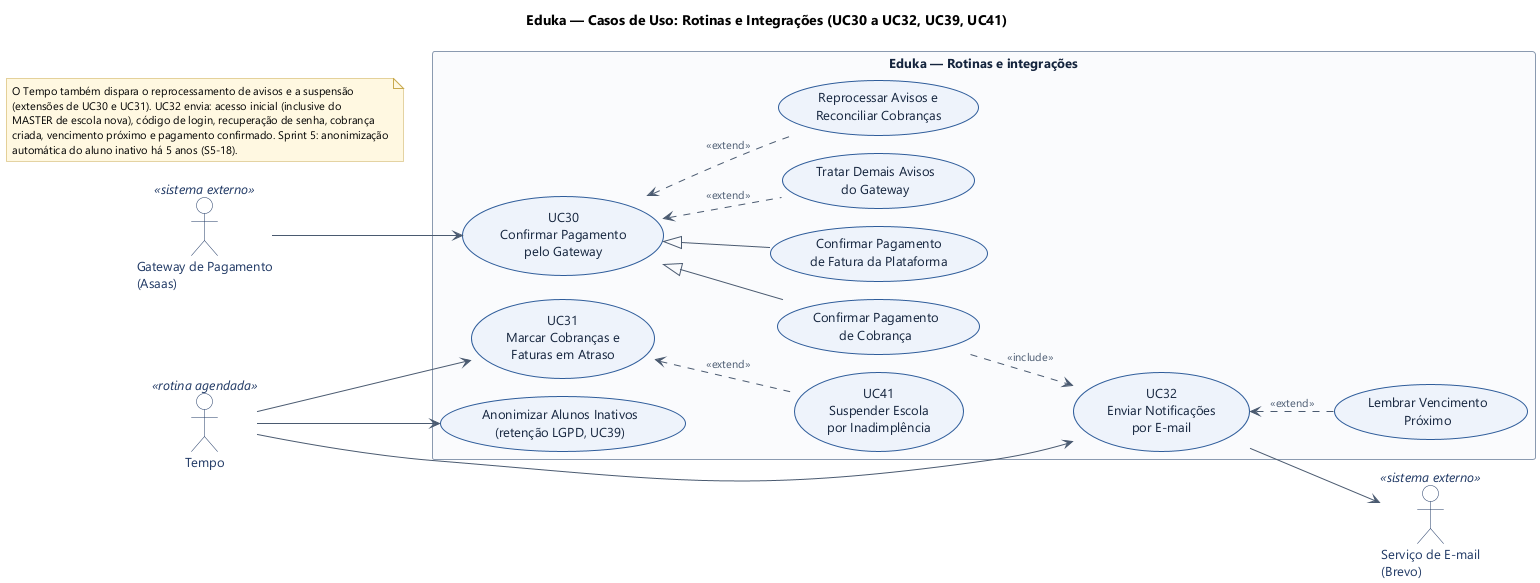 Eduka — Casos de Uso: Rotinas e Integrações (UC30 a UC32, UC39, UC41)
Eduka — Rotinas e integrações
O Tempo também dispara o reprocessamento de avisos e a suspensão
(extensões de UC30 e UC31). UC32 envia: acesso inicial (inclusive do
MASTER de escola nova), código de login, recuperação de senha, cobrança
criada, vencimento próximo e pagamento confirmado. Sprint 5: anonimização
automática do aluno inativo há 5 anos (S5-18).
Reprocessar Avisos e
Reconciliar Cobranças
«extend»
Tratar Demais Avisos
do Gateway
«extend»
«sistema externo»
Gateway de Pagamento
(Asaas)
UC30
Confirmar Pagamento
pelo Gateway
Confirmar Pagamento
de Fatura da Plataforma
Confirmar Pagamento
de Cobrança
UC31
Marcar Cobranças e
Faturas em Atraso
«extend»
«include»
«rotina agendada»
Tempo
Anonimizar Alunos Inativos
(retenção LGPD, UC39)
UC41
Suspender Escola
por Inadimplência
UC32
Enviar Notificações
por E-mail
«extend»
Lembrar Vencimento
Próximo
«sistema externo»
Serviço de E-mail
(Brevo)